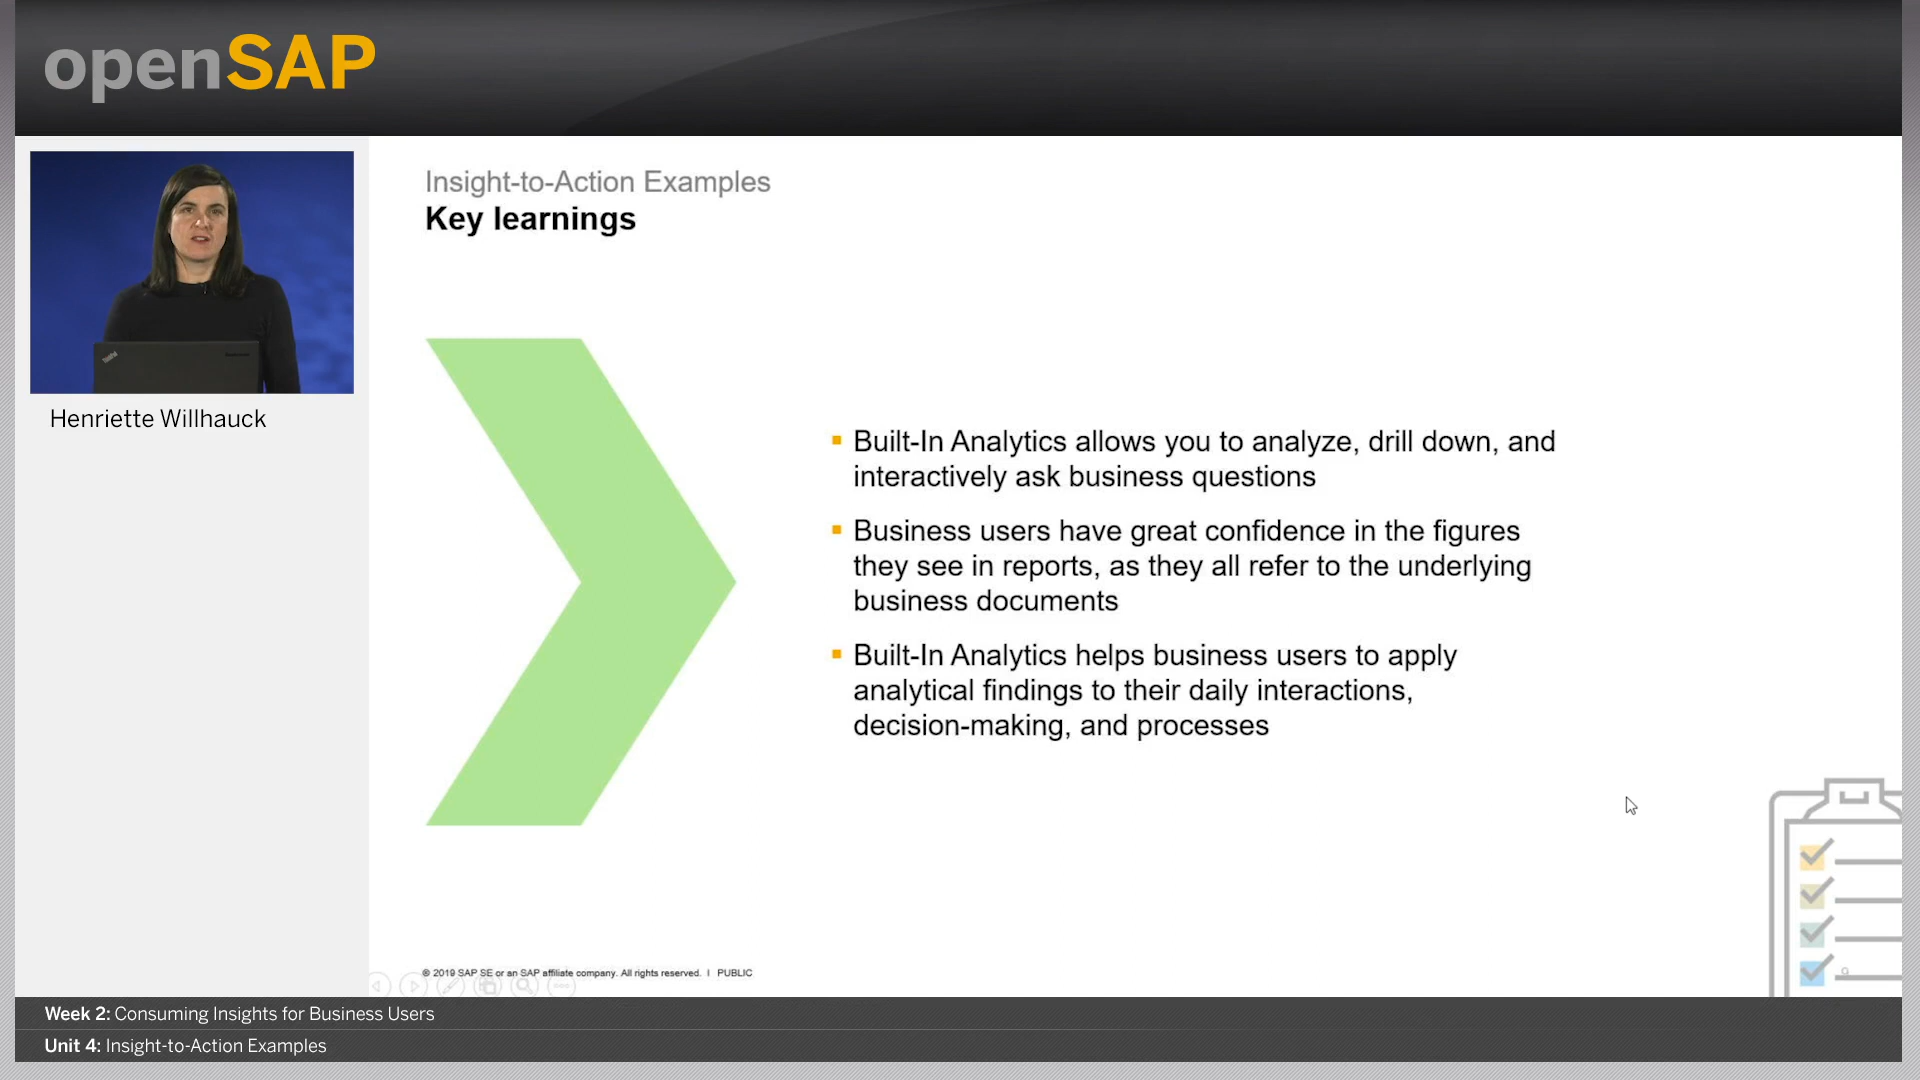 openSAP
Henriette Willhauck
Insight-to-Action Examples
Key learnings
Built-In Analytics allows you to analyze, drill down, and
interactively ask business questions
Business users have great confidence in the figures
they see in reports, as they all refer to the underlying
business documents
Built-In Analytics helps business users to apply
analytical findings to their daily interactions,
decision-making, and processes
© 2019 SAP SE or an SAP affiliate company. All rights reserved. I PUBLIC
9
Week 2: Consuming Insights for Business Users
Unit 4: Insight-to-Action Examples